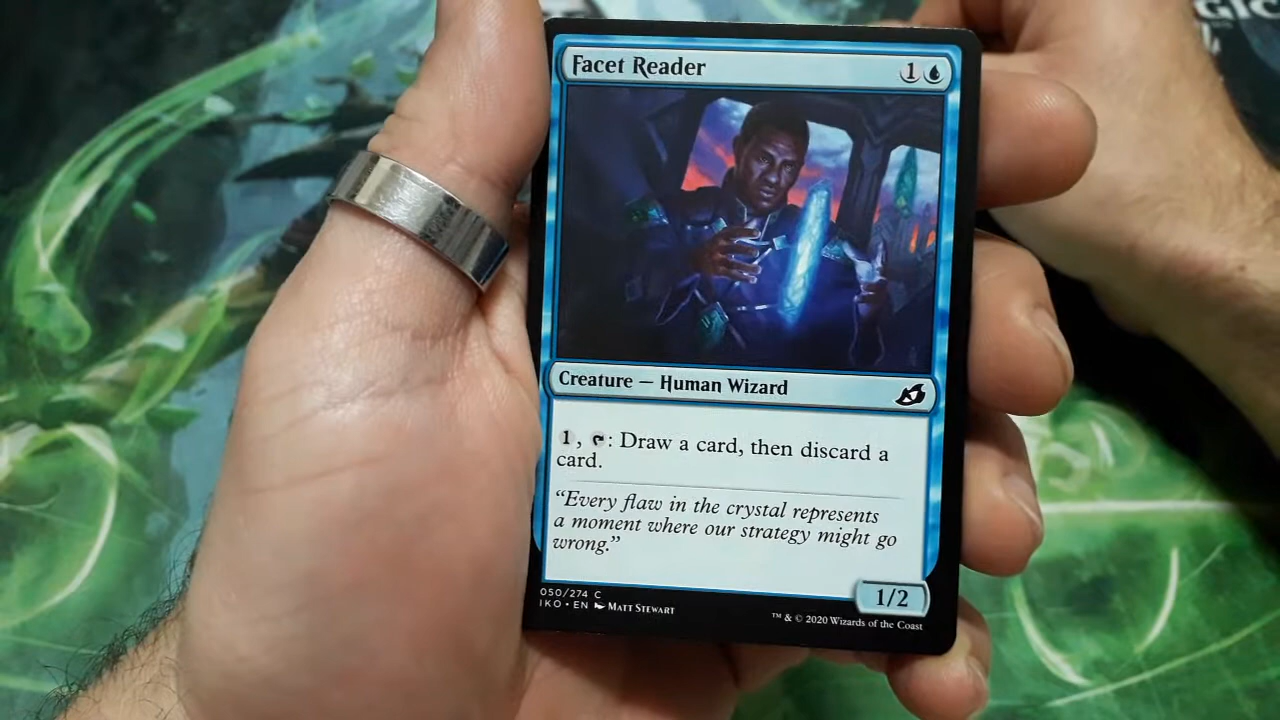 Facet Reader 1
Creature — Human Wizard
1, : Draw a card, then discard a
card.
“Every flaw in the crystal represents
a moment where our strategy might go
wrong.”
1/2
050/274 C
IKO • EN Matt Stewart
™ & © 2020 Wizards of the Coast